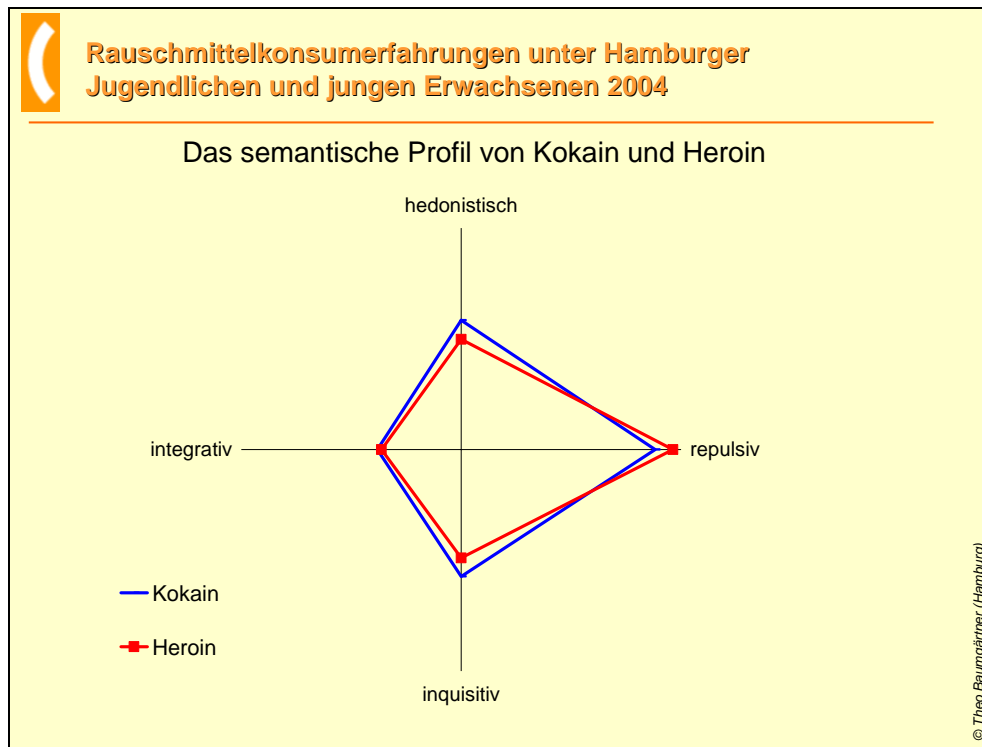 Rauschmittelkonsumerfahrungen unter Hamburger
Jugendlichen und jungen Erwachsenen 2004
Das semantische Profil von Kokain und Heroin
hedonistisch
integrativ
repulsiv
Kokain
Heroin
inquisitiv
© Theo Baumgärtner (Hamburg)